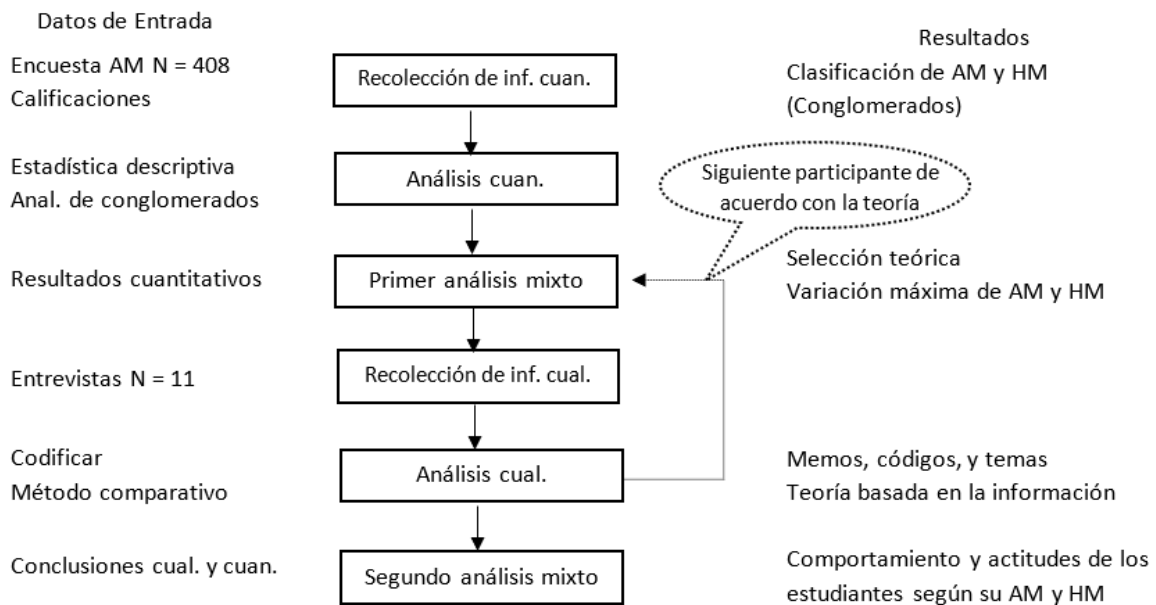 Datos de Entrada
Resultados
Encuesta AM N = 408
Calificaciones
Recolección de inf. cuan.
Clasificación de AM y HM
(Conglomerados)
Estadística descriptiva
Anal. de conglomerados
Análisis cuan.
Siguiente participante de
acuerdo con la teoría
Resultados cuantitativos
Primer análisis mixto
Selección teórica
Variación máxima de AM y HM
Entrevistas N = 11
Recolección de inf. cual.
Codificar
Método comparativo
Análisis cual.
Memos, códigos, y temas
Teoría basada en la información
Conclusiones cual. y cuan.
Segundo análisis mixto
Comportamiento y actitudes de los
estudiantes según su AM y HM